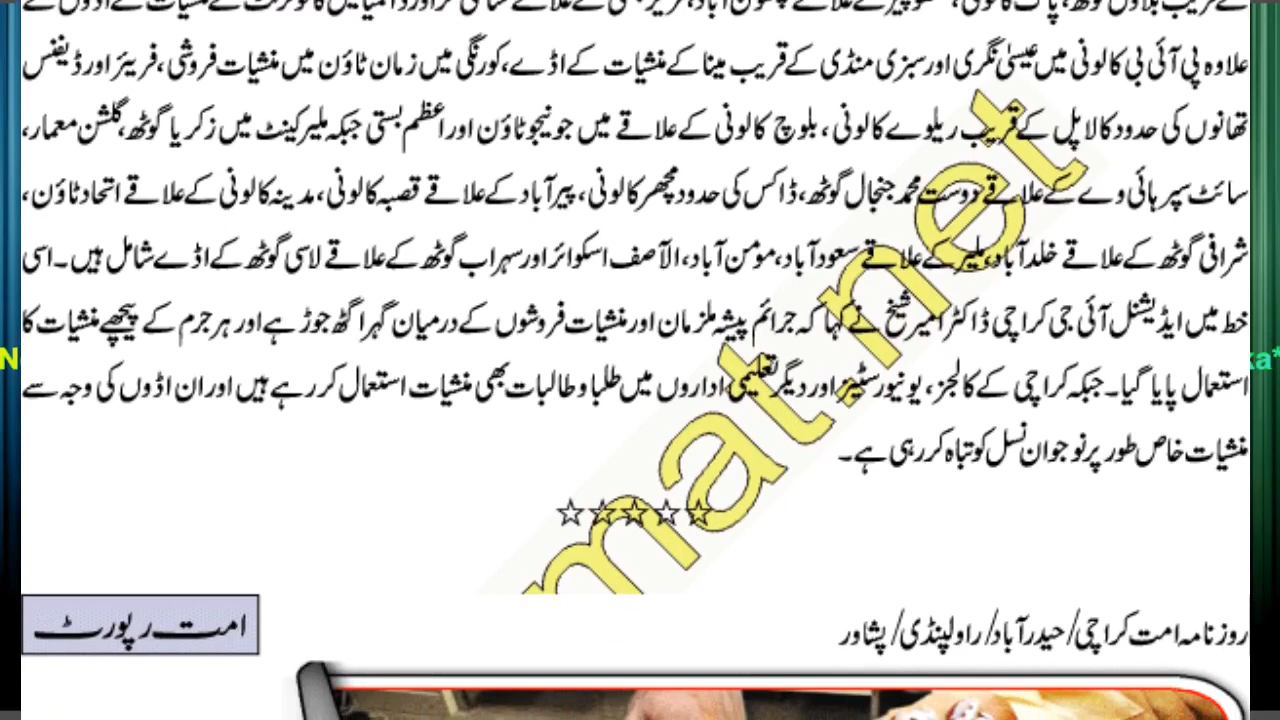 علاوہ پی آئی بی کالونی میں عیسیٰ نگری اور سبزی منڈی کے قریب مینا کے منشیات کے اڈے، کورنگی میں زمان ٹاؤن میں منشیات فروشی، فریئر اور ڈیفنس
تھانوں کی حدود کالا پل کے قریب ریلوے کالونی، بلوچ کالونی کے علاقے میں جونیجو ٹاؤن اور اعظم بستی جبکہ ملیر کینٹ میں زکریا گوٹھ، گلشن معمار،
سائٹ سپر ہائی وے کے علاقے دوست محمد جنجال گوٹھ، ڈاکس کی حدود مچھر کالونی، پیر آباد کے علاقے قصبہ کالونی، مدینہ کالونی کے علاقے اتحاد ٹاؤن،
شرافی گوٹھ کے علاقے خلد آباد، ملیر کے علاقے سعود آباد، مومن آباد، الآصف اسکوائر اور سہراب گوٹھ کے علاقے لاسی گوٹھ کے اڈے شامل ہیں۔ اسی
خط میں ایڈیشنل آئی جی کراچی ڈاکٹر امیر شیخ نے کہا کہ جرائم پیشہ ملزمان اور منشیات فروشوں کے درمیان گہرا گٹھ جوڑ ہے اور ہر جرم کے پیچھے منشیات کا
استعمال پایا گیا۔ جبکہ کراچی کے کالجز، یونیورسٹیز اور دیگر تعلیمی اداروں میں طلبا و طالبات بھی منشیات استعمال کر رہے ہیں اور ان اڈوں کی وجہ سے
منشیات خاص طور پر نوجوان نسل کو تباہ کر رہی ہے۔
☆☆☆☆☆
mat.net
روزنامہ امت کراچی/حیدرآباد/راولپنڈی/پشاور
امت رپورٹ